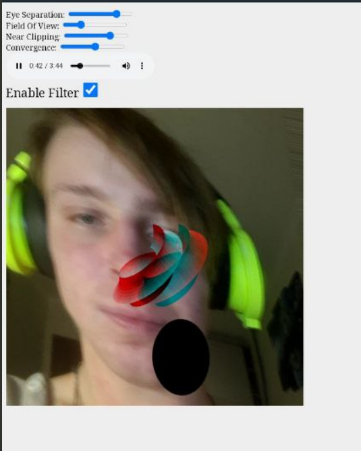 Eye Separation:
Field Of View:
Near Clipping:
Convergence:
0:42 / 3:44
Enable Filter